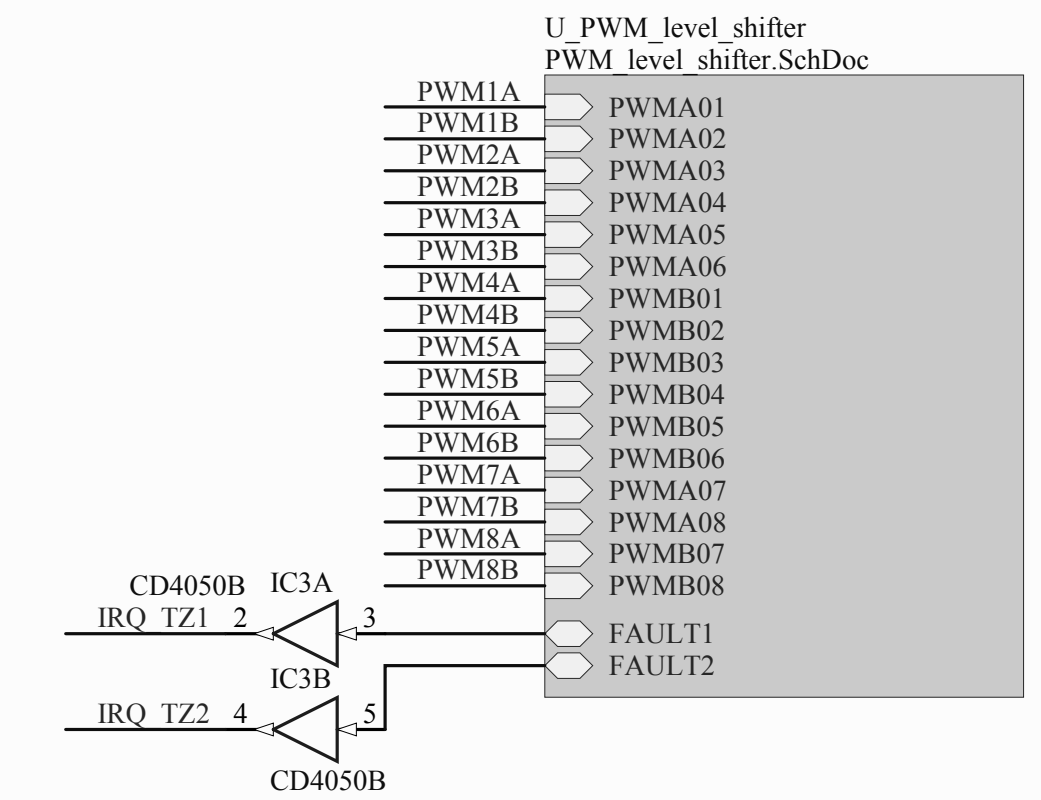 U_PWM_level_shifter
PWM_level_shifter.SchDoc
PWM1A PWMA01
PWM1B PWMA02
PWM2A PWMA03
PWM2B PWMA04
PWM3A PWMA05
PWM3B PWMA06
PWM4A PWMB01
PWM4B PWMB02
PWM5A PWMB03
PWM5B PWMB04
PWM6A PWMB05
PWM6B PWMB06
PWM7A PWMA07
PWM7B PWMA08
PWM8A PWMB07
PWM8B PWMB08
CD4050B IC3A
IRQ_TZ1 2 3 FAULT1
FAULT2
IC3B
IRQ_TZ2 4 5
CD4050B